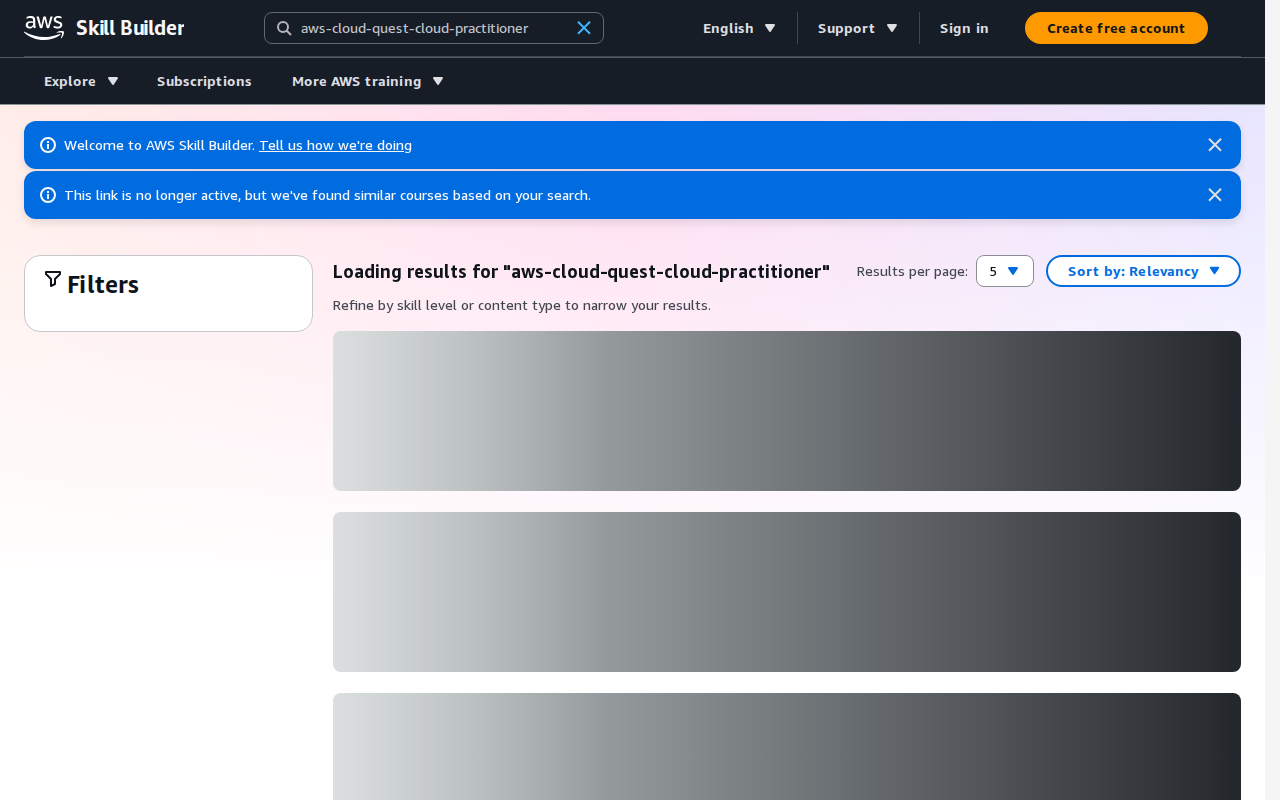 aws Skill Builder
aws-cloud-quest-cloud-practitioner
English
Support
Sign in
Create free account
Explore
Subscriptions
More AWS training
Welcome to AWS Skill Builder. Tell us how we're doing
This link is no longer active, but we've found similar courses based on your search.
Filters
Loading results for "aws-cloud-quest-cloud-practitioner"
Results per page:
5
Sort by: Relevancy
Refine by skill level or content type to narrow your results.